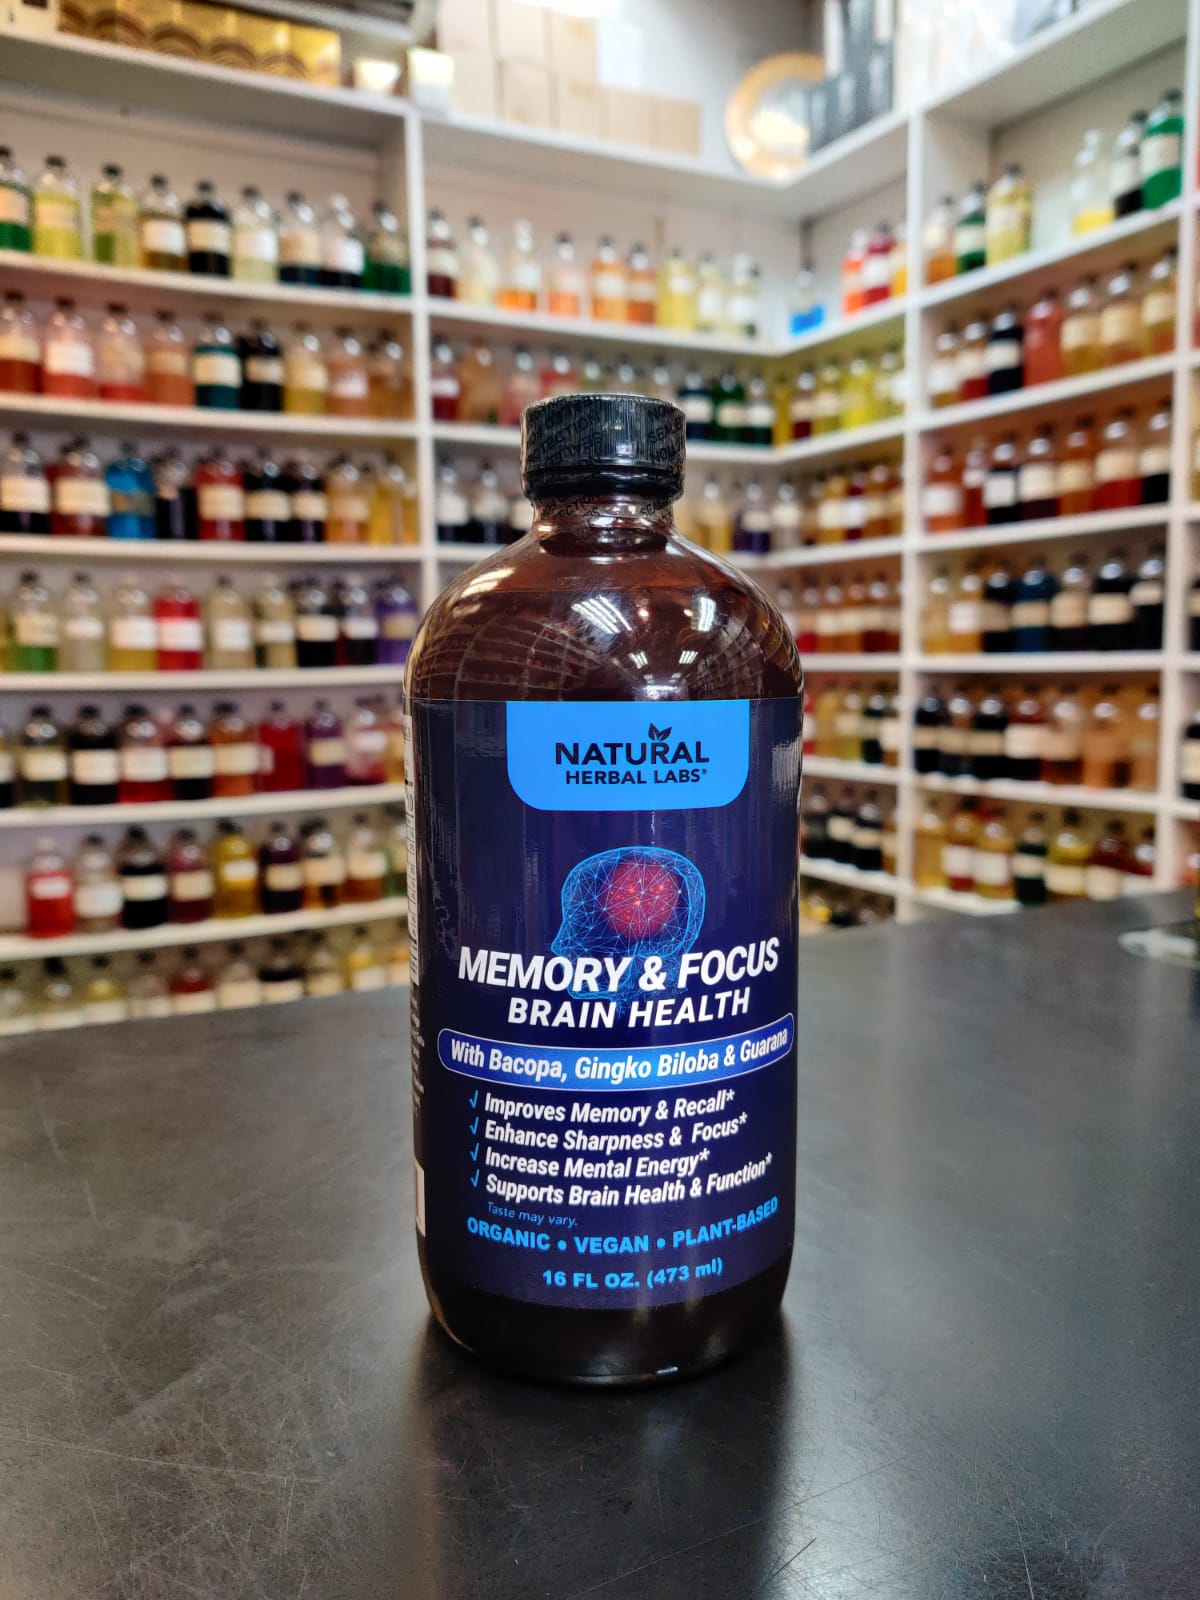 NATURAL
HERBAL LABS®
MEMORY & FOCUS
BRAIN HEALTH
With Bacopa, Gingko Biloba & Guarana
√ Improves Memory & Recall*
√ Enhance Sharpness & Focus*
√ Increase Mental Energy*
√ Supports Brain Health & Function*
Taste may vary.
ORGANIC • VEGAN • PLANT-BASED
16 FL OZ. (473 ml)